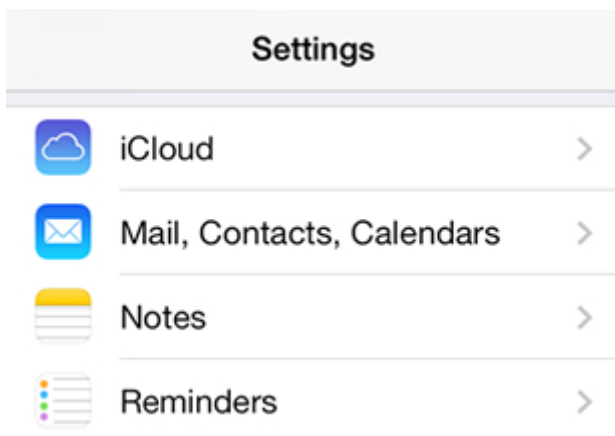 Settings
iCloud
Mail, Contacts, Calendars
Notes
Reminders